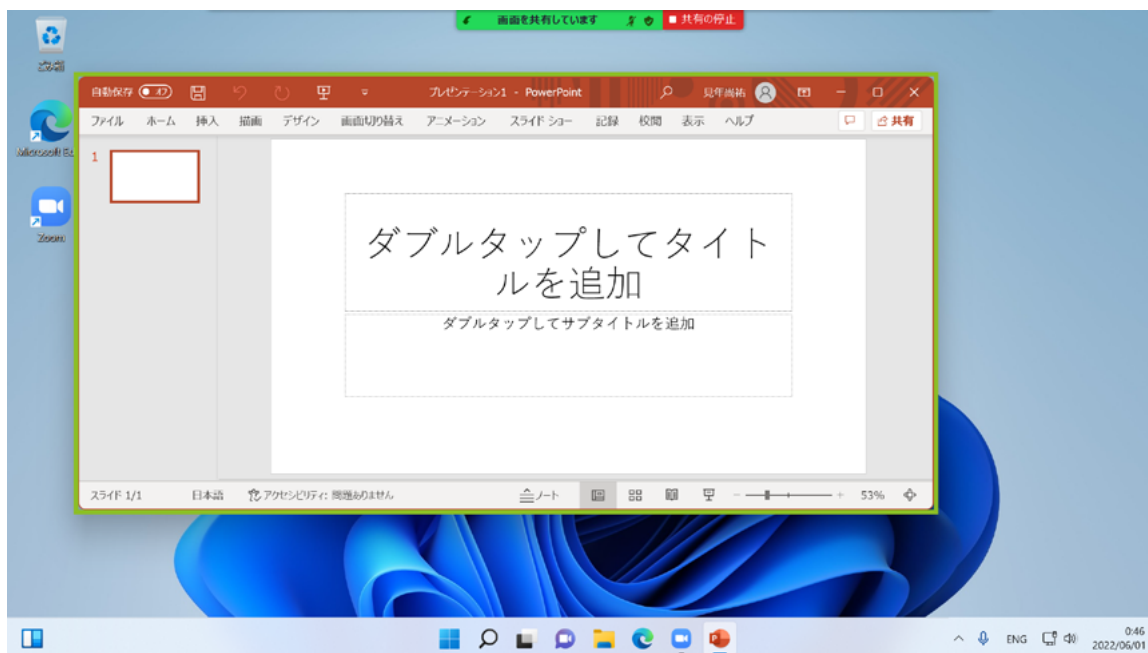 画面を共有しています 共有の停止
ごみ箱
自動保存 オフ プレゼンテーション1 - PowerPoint 見年尚祐
ファイル ホーム 挿入 描画 デザイン 画面切り替え アニメーション スライド ショー 記録 校閲 表示 ヘルプ 共有
Microsoft Ed
1
Zoom
ダブルタップしてタイト
ルを追加
ダブルタップしてサブタイトルを追加
スライド 1/1 日本語 アクセシビリティ: 問題ありません ノート 53%
ENG 0:46
2022/06/01